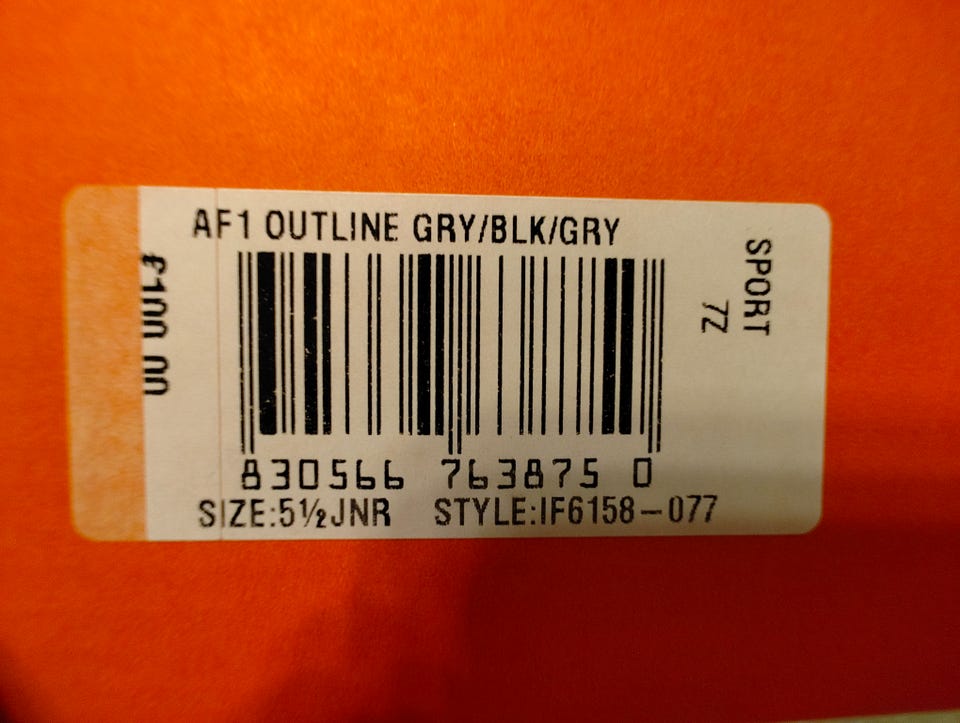 AF1 OUTLINE GRY/BLK/GRY
£100.00
830566 763875 0
SIZE:5½JNR STYLE:IF6158-077
SPORT
7Z